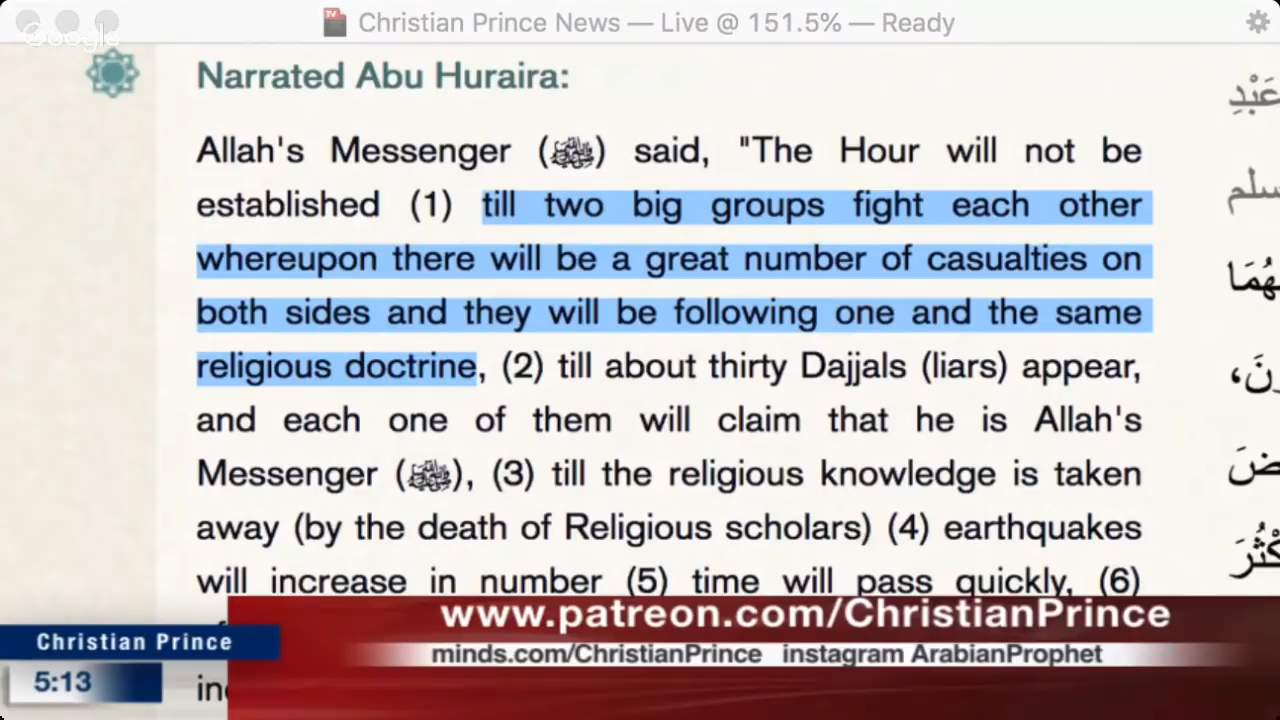 Christian Prince News — Live @ 151.5% — Ready
Google
Narrated Abu Huraira:
Allah's Messenger (ﷺ) said, "The Hour will not be
established (1) till two big groups fight each other
whereupon there will be a great number of casualties on
both sides and they will be following one and the same
religious doctrine, (2) till about thirty Dajjals (liars) appear,
and each one of them will claim that he is Allah's
Messenger (ﷺ), (3) till the religious knowledge is taken
away (by the death of Religious scholars) (4) earthquakes
will increase in number (5) time will pass quickly, (6)
عَبْدِ
www.patreon.com/ChristianPrince
Christian Prince
minds.com/ChristianPrince instagram ArabianProphet
5:13